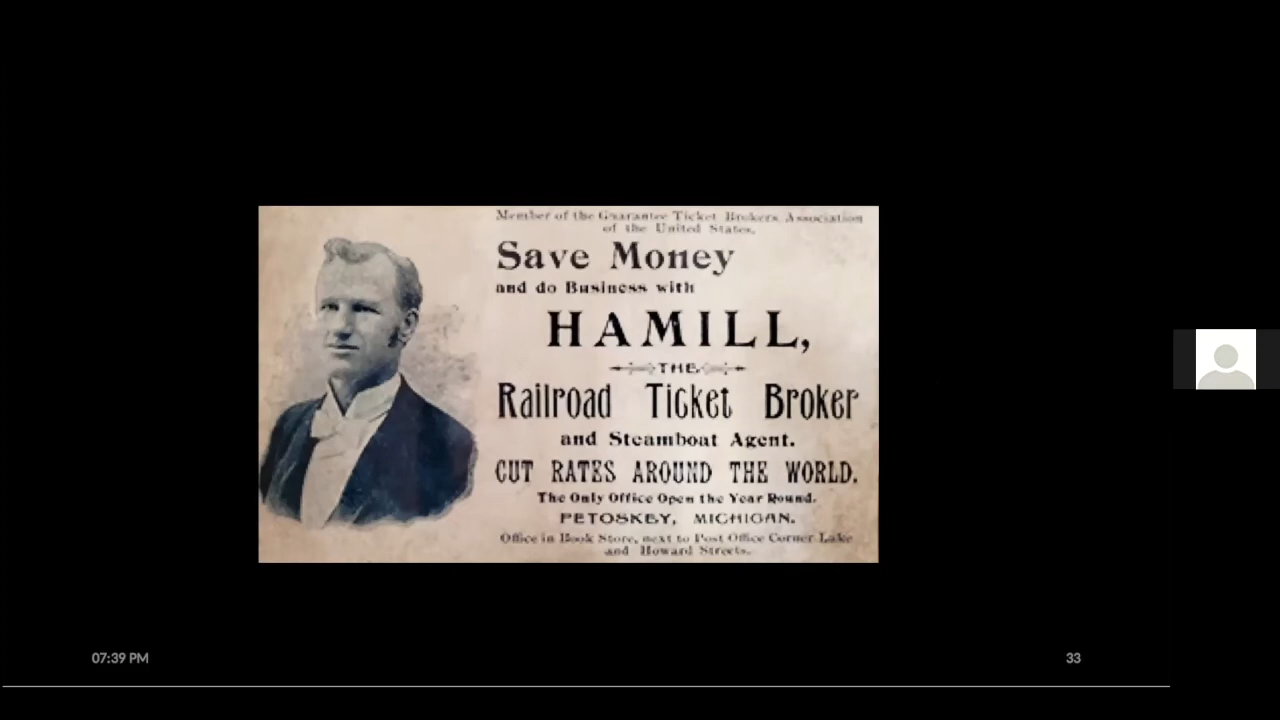 Member of the Guarantee Ticket Brokers Association
of the United States.
Save Money
and do Business with
HAMILL,
THE
Railroad Ticket Broker
and Steamboat Agent.
CUT RATES AROUND THE WORLD.
The Only Office Open the Year Round.
PETOSKEY, MICHIGAN.
Office in Book Store, next to Post Office Corner Lake
and Howard Streets.
07:39 PM
33